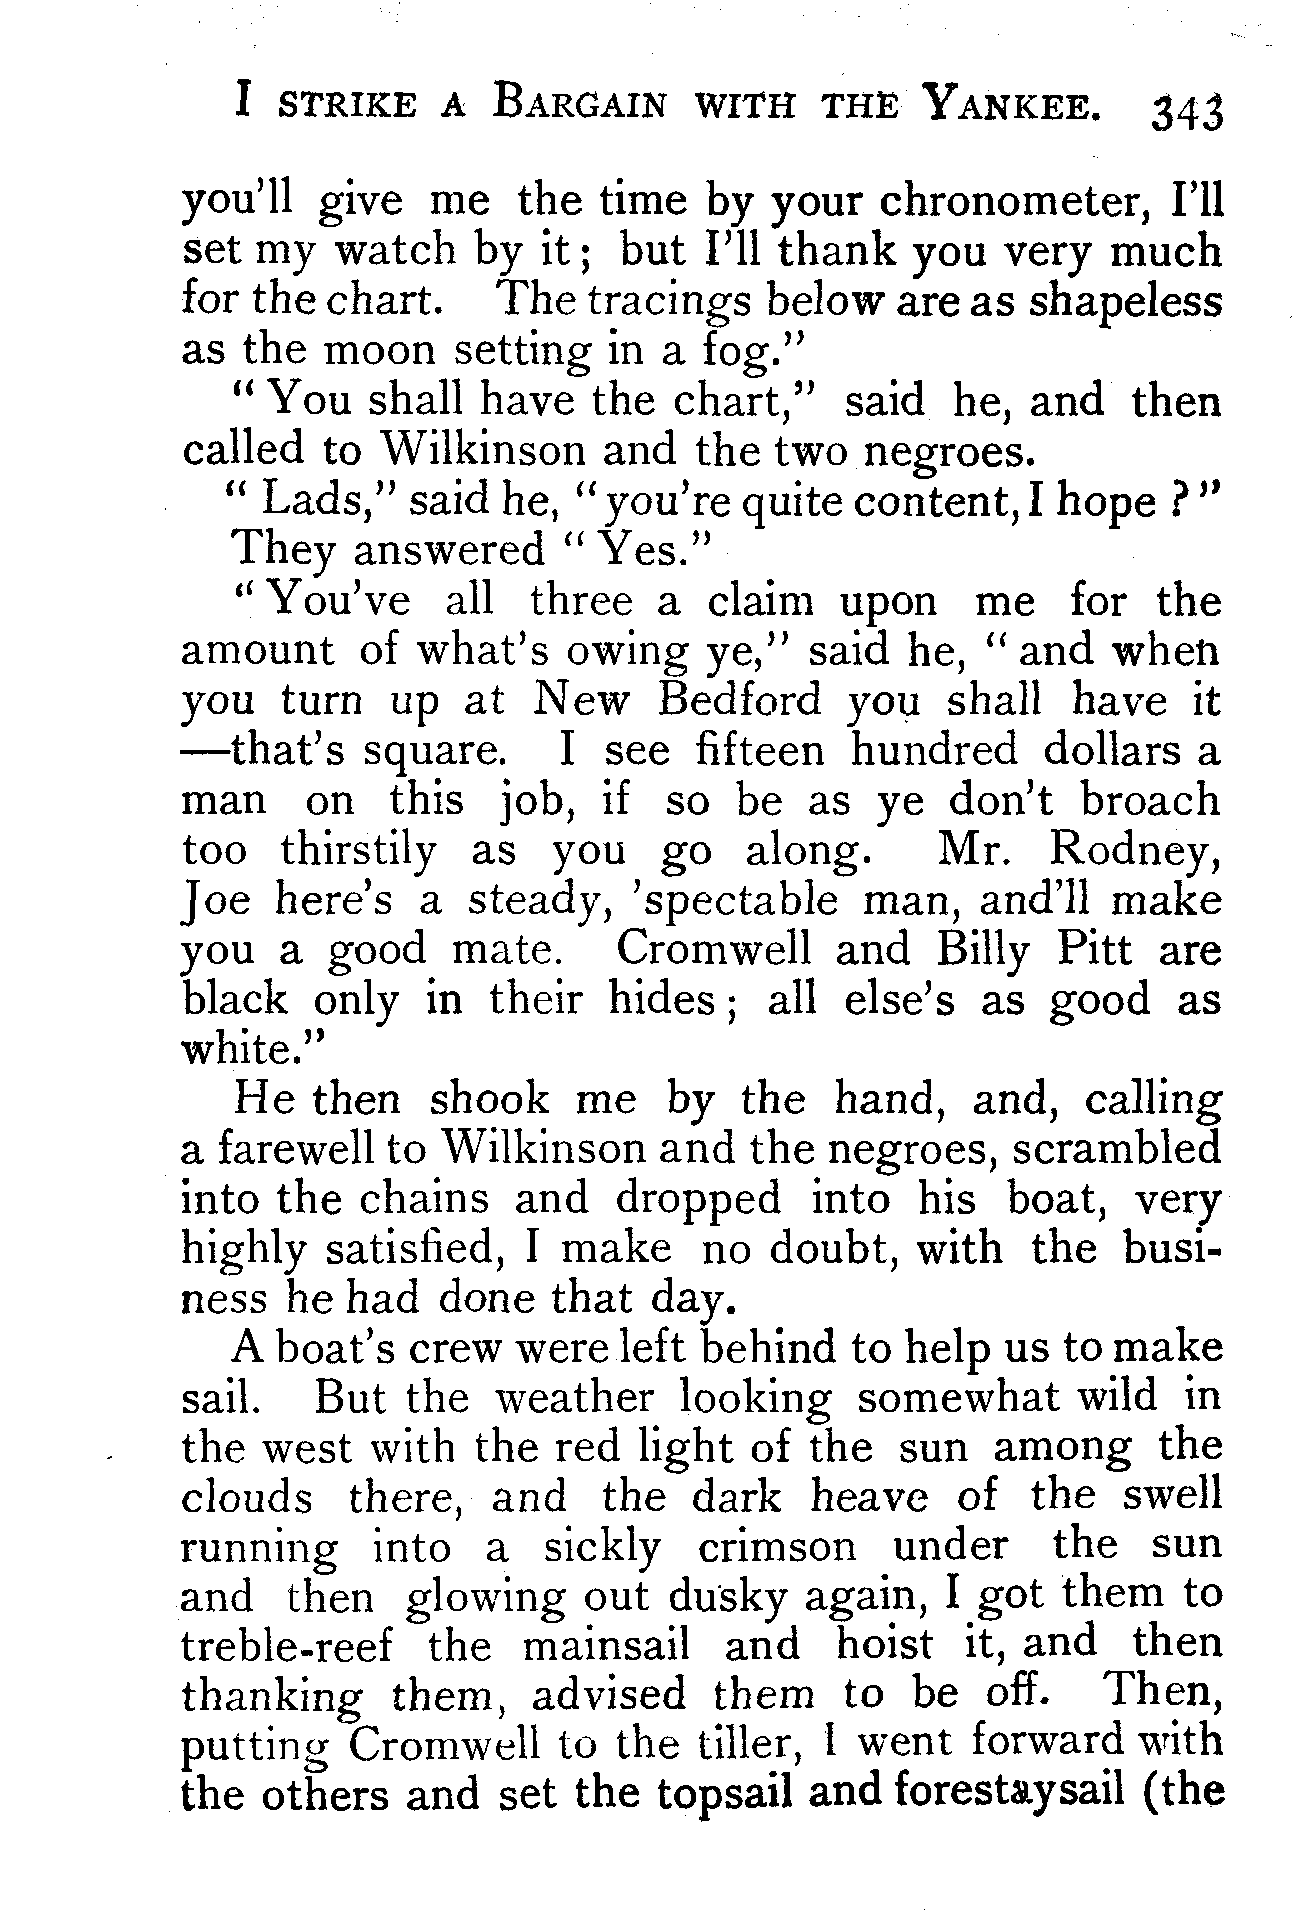 I STRIKE A BARGAIN WITH THE YANKEE. 343
you'll give me the time by your chronometer, I'll
set my watch by it; but I'll thank you very much
for the chart. The tracings below are as shapeless
as the moon setting in a fog."
"You shall have the chart," said he, and then
called to Wilkinson and the two negroes.
"Lads," said he, "you're quite content, I hope?"
They answered "Yes."
"You've all three a claim upon me for the
amount of what's owing ye," said he, "and when
you turn up at New Bedford you shall have it
—that's square. I see fifteen hundred dollars a
man on this job, if so be as ye don't broach
too thirstily as you go along. Mr. Rodney,
Joe here's a steady, 'spectable man, and'll make
you a good mate. Cromwell and Billy Pitt are
black only in their hides; all else's as good as
white."
He then shook me by the hand, and, calling
a farewell to Wilkinson and the negroes, scrambled
into the chains and dropped into his boat, very
highly satisfied, I make no doubt, with the busi-
ness he had done that day.
A boat's crew were left behind to help us to make
sail. But the weather looking somewhat wild in
the west with the red light of the sun among the
clouds there, and the dark heave of the swell
running into a sickly crimson under the sun
and then glowing out dusky again, I got them to
treble-reef the mainsail and hoist it, and then
thanking them, advised them to be off. Then,
putting Cromwell to the tiller, I went forward with
the others and set the topsail and forestaysail (the